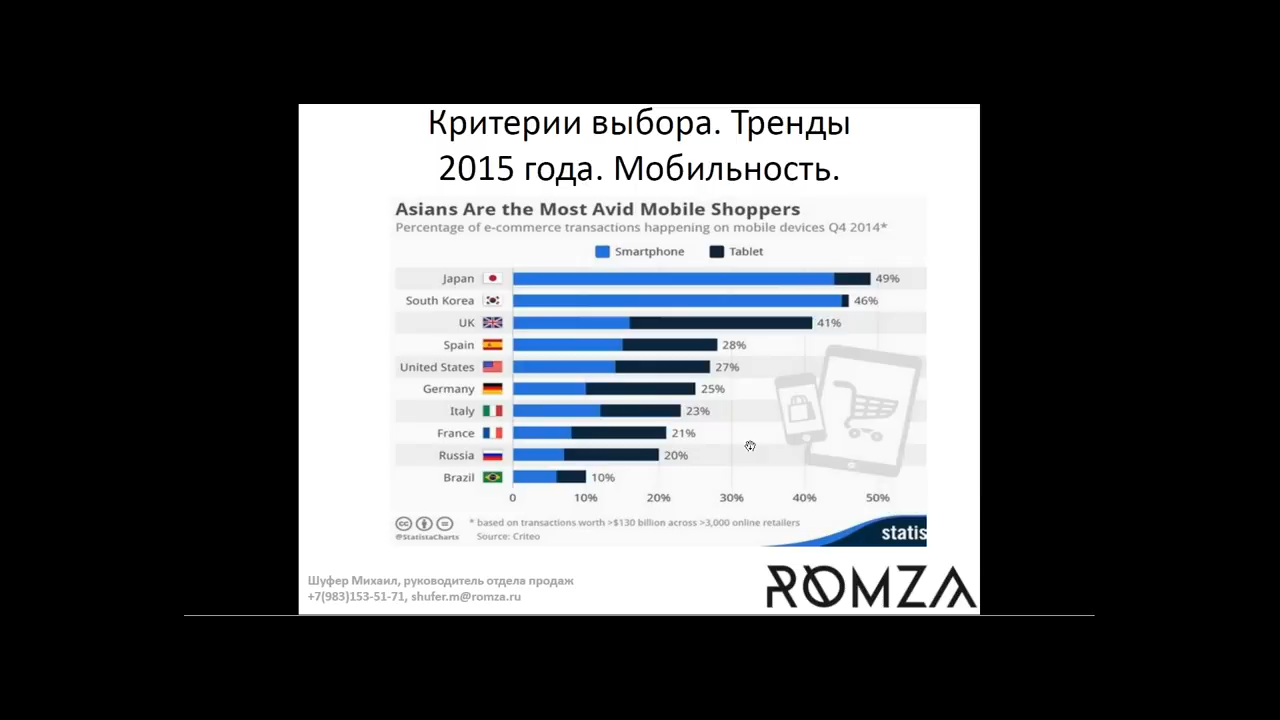 Критерии выбора. Тренды
2015 года. Мобильность.
Asians Are the Most Avid Mobile Shoppers
Percentage of e-commerce transactions happening on mobile devices Q4 2014*
Smartphone Tablet
Japan 49%
South Korea 46%
UK 41%
Spain 28%
United States 27%
Germany 25%
Italy 23%
France 21%
Russia 20%
Brazil 10%
0 10% 20% 30% 40% 50%
* based on transactions worth >$130 billion across >3,000 online retailers
@StatistaCharts Source: Criteo
statis
Шуфер Михаил, руководитель отдела продаж
+7(983)153-51-71, shufer.m@romza.ru
ROMZA